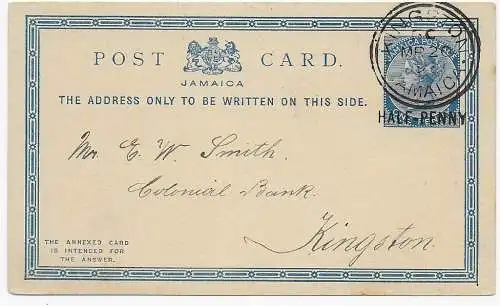 POST CARD.
JAMAICA
THE ADDRESS ONLY TO BE WRITTEN ON THIS SIDE.
KINGSTON
JAMAICA
HALF-PENNY
Mr. E. W. Smith.
Colonial Bank.
Kingston.
THE ANNEXED CARD
IS INTENDED FOR
THE ANSWER.